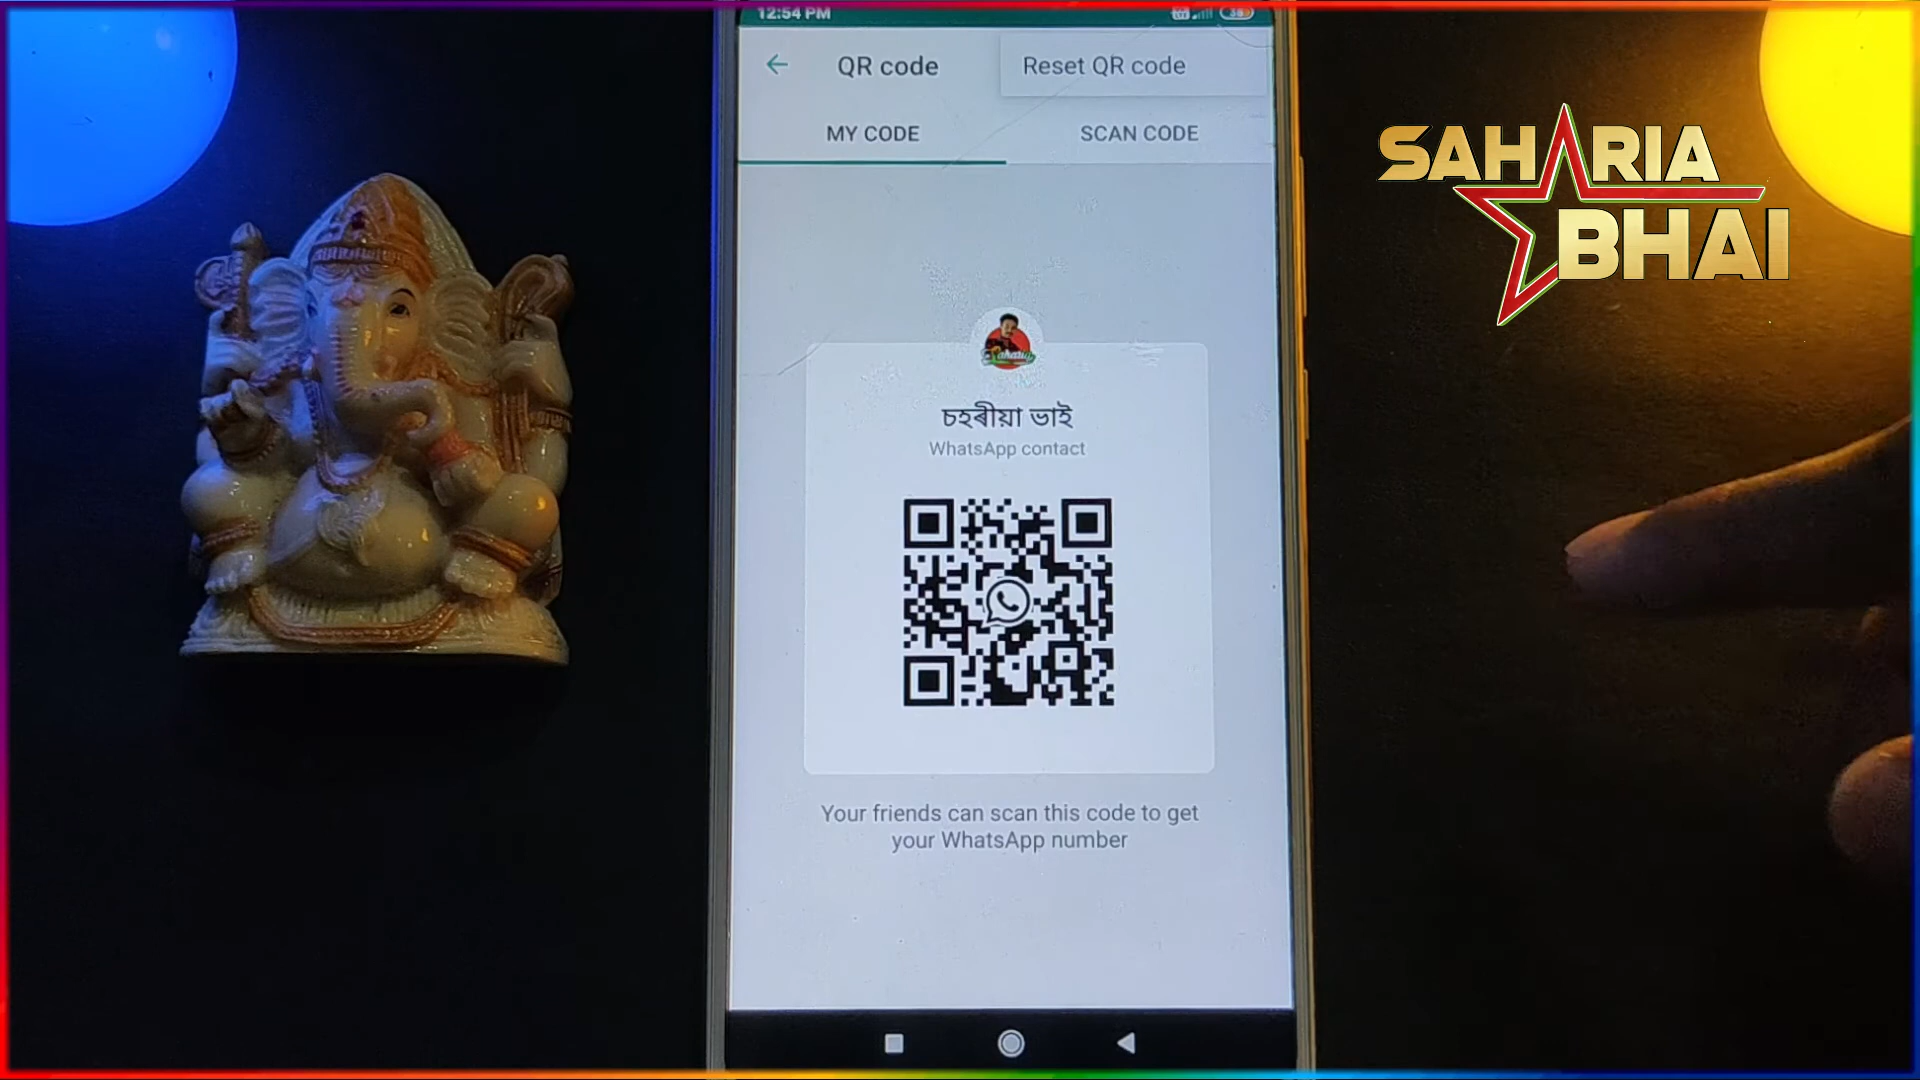 12:54 PM
38
QR code
Reset QR code
MY CODE
SCAN CODE
SAHARIA
BHAI
চহৰীয়া ভাই
WhatsApp contact
Your friends can scan this code to get
your WhatsApp number